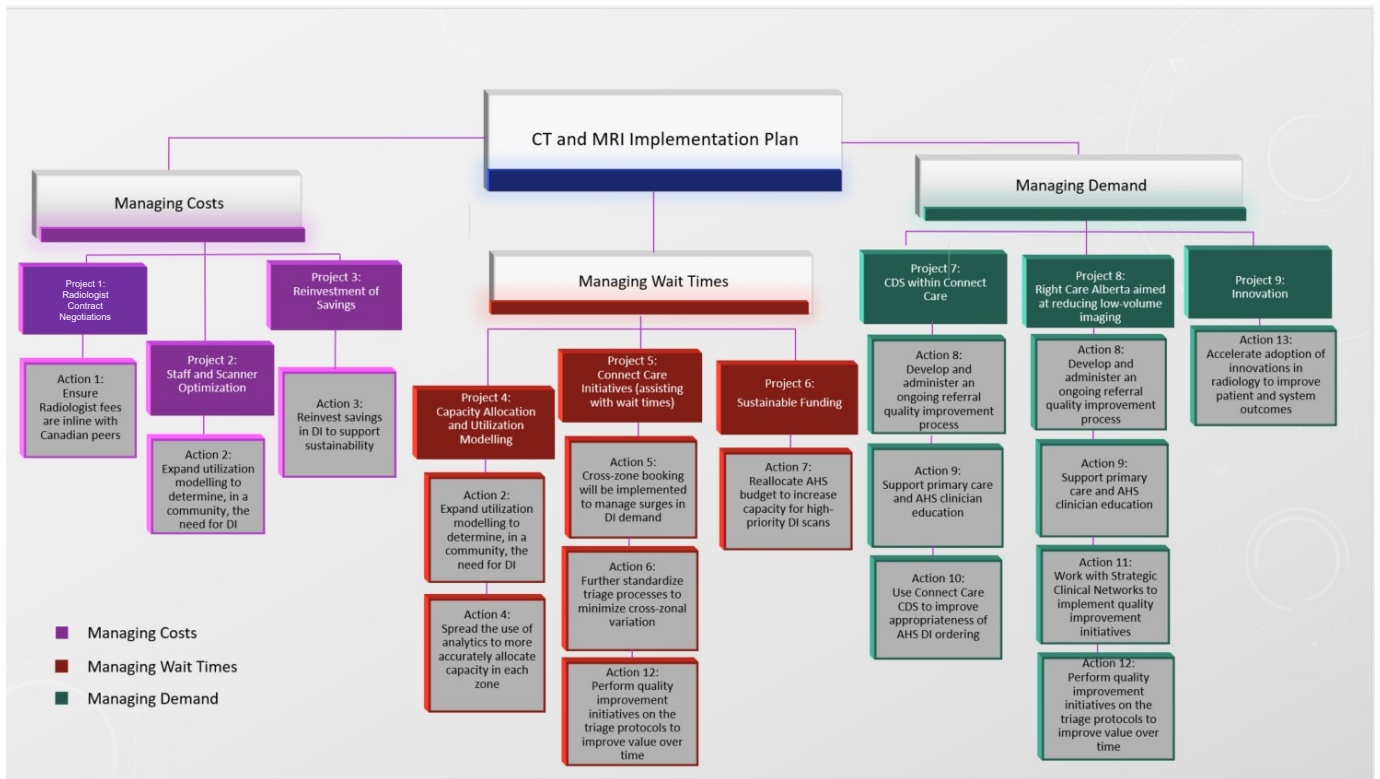 CT and MRI Implementation Plan
Managing Costs
Project 1:
Radiologist
Contract
Negotiations
Action 1:
Ensure
Radiologist fees
are inline with
Canadian peers
Project 2:
Staff and Scanner
Optimization
Action 2:
Expand utilization
modelling to
determine, in a
community, the
need for DI
Project 3:
Reinvestment of
Savings
Action 3:
Reinvest savings
in DI to support
sustainability
Managing Wait Times
Project 4:
Capacity Allocation
and Utilization
Modelling
Action 2:
Expand utilization
modelling to
determine, in a
community, the
need for DI
Action 4:
Spread the use of
analytics to more
accurately allocate
capacity in each
zone
Project 5:
Connect Care
Initiatives (assisting
with wait times)
Action 5:
Cross-zone booking
will be implemented
to manage surges in
DI demand
Action 6:
Further standardize
triage processes to
minimize cross-zonal
variation
Action 12:
Perform quality
improvement
initiatives on the
triage protocols to
improve value over
time
Project 6:
Sustainable Funding
Action 7:
Reallocate AHS
budget to increase
capacity for high-
priority DI scans
Managing Demand
Project 7:
CDS within Connect
Care
Action 8:
Develop and
administer an
ongoing referral
quality improvement
process
Action 9:
Support primary care
and AHS clinician
education
Action 10:
Use Connect Care
CDS to improve
appropriateness of
AHS DI ordering
Project 8:
Right Care Alberta aimed
at reducing low-volume
imaging
Action 8:
Develop and
administer an
ongoing referral
quality improvement
process
Action 9:
Support primary
care and AHS
clinician education
Action 11:
Work with Strategic
Clinical Networks to
implement quality
improvement
initiatives
Action 12:
Perform quality
improvement
initiatives on the
triage protocols to
improve value over
time
Project 9:
Innovation
Action 13:
Accelerate adoption of
innovations in
radiology to improve
patient and system
outcomes
Managing Costs
Managing Wait Times
Managing Demand